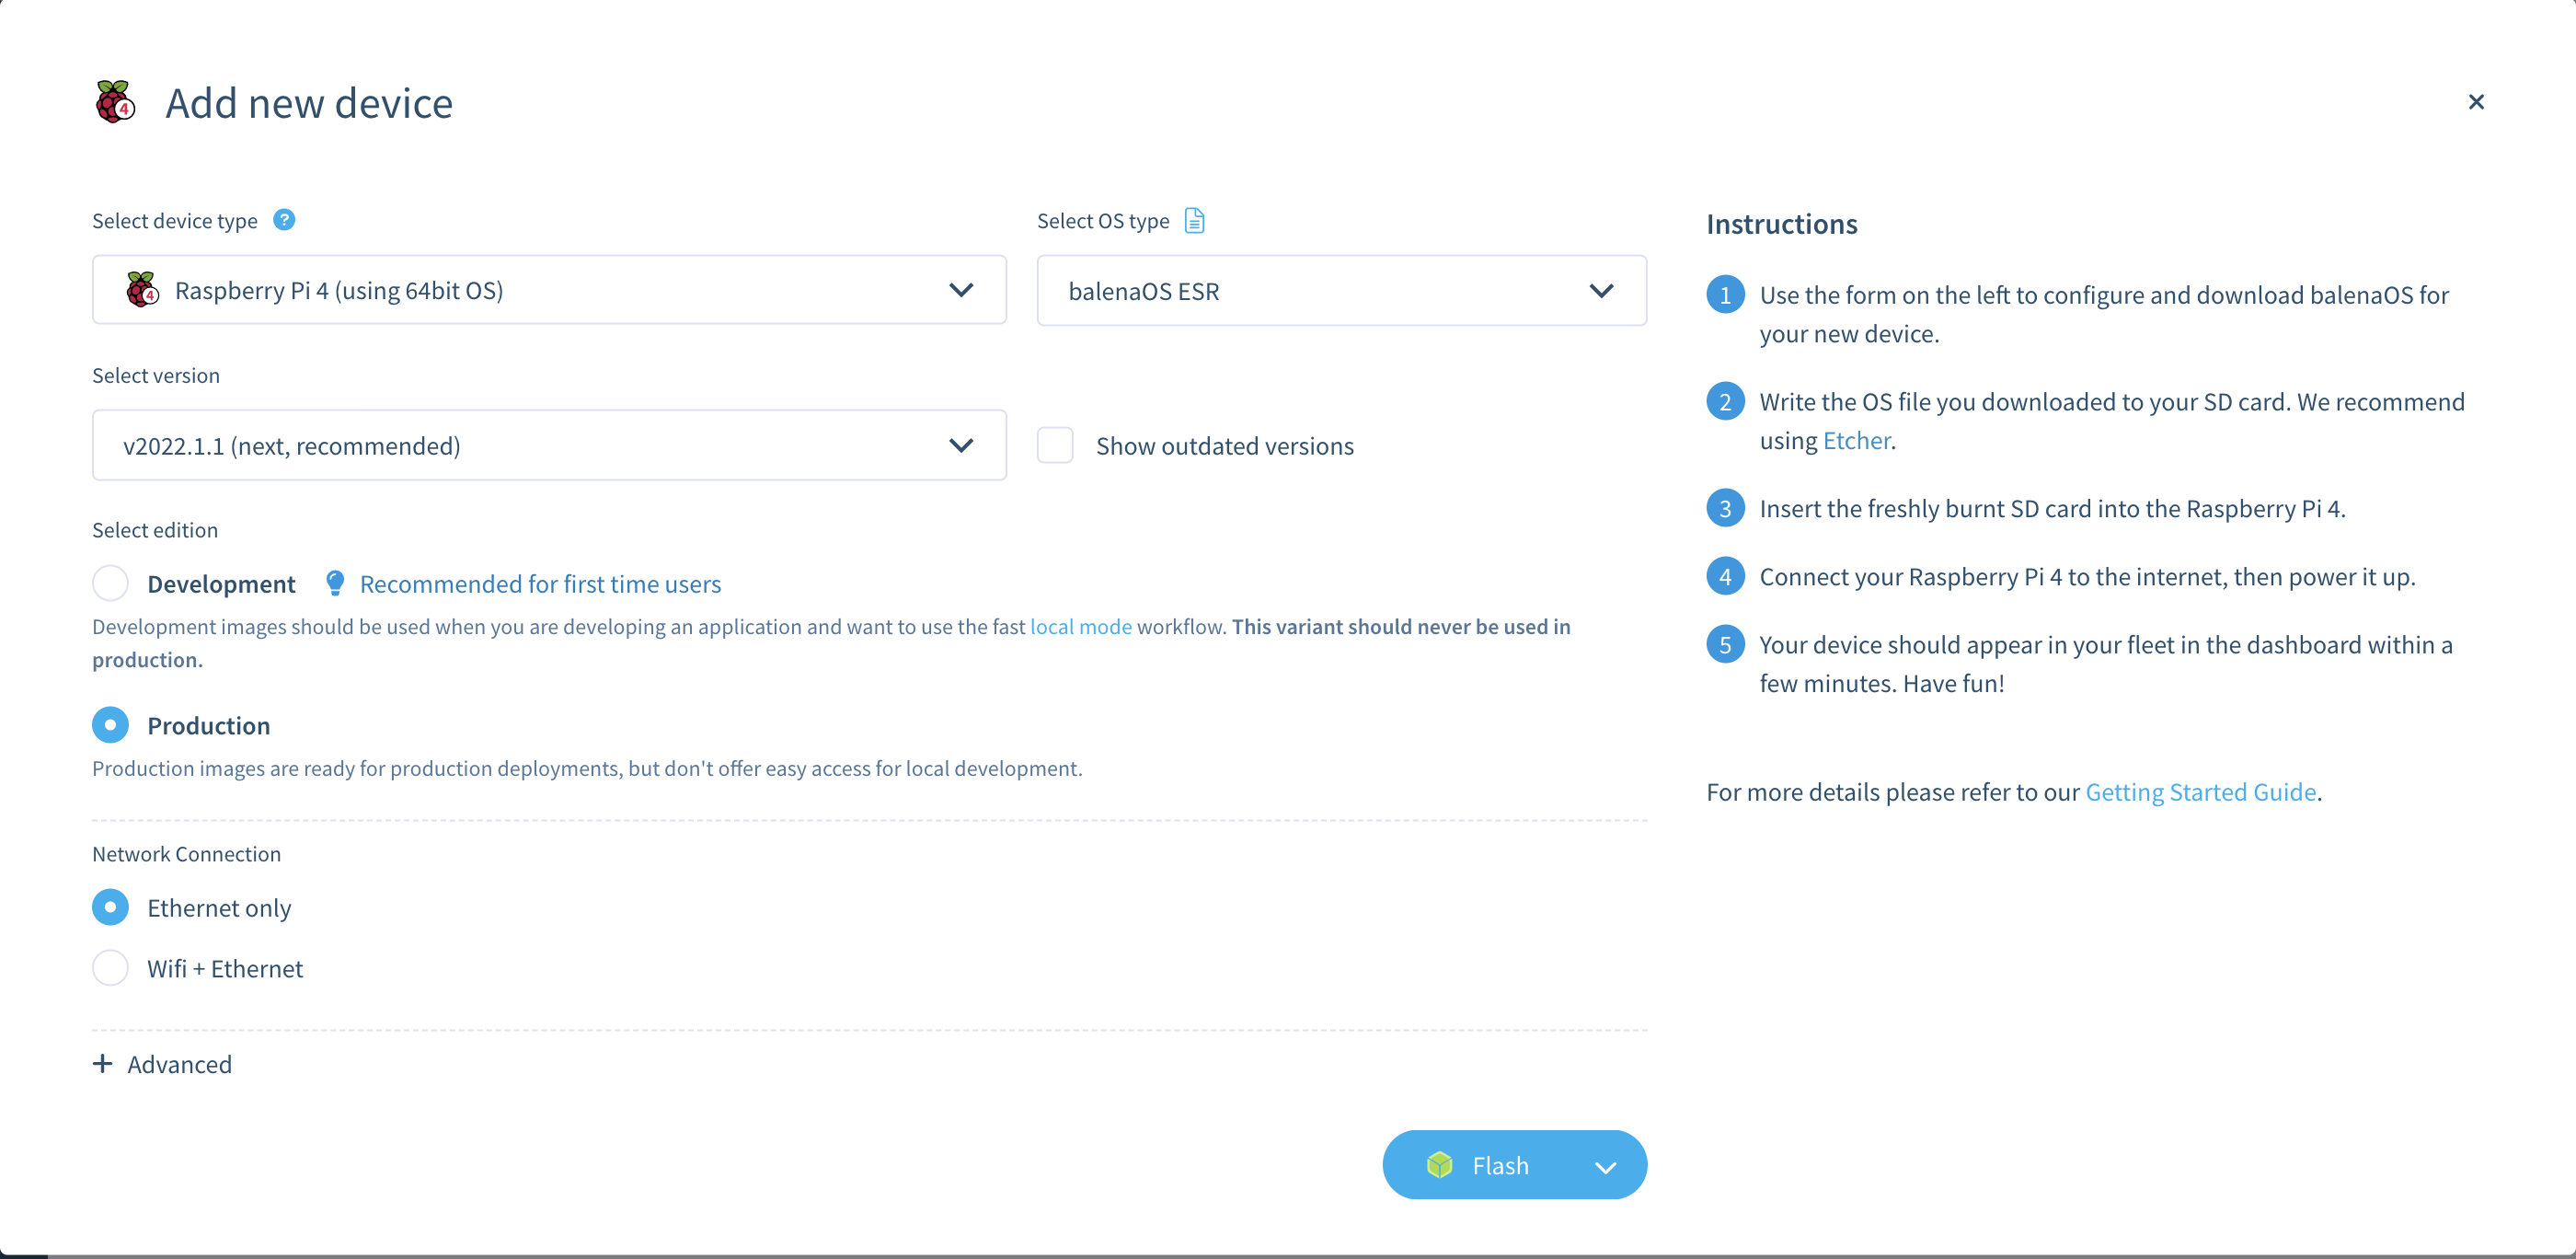 Add new device
Select device type
Raspberry Pi 4 (using 64bit OS)
Select OS type
balenaOS ESR
Select version
v2022.1.1 (next, recommended)
Show outdated versions
Select edition
Development Recommended for first time users
Development images should be used when you are developing an application and want to use the fast local mode workflow. This variant should never be used in
production.
Production
Production images are ready for production deployments, but don't offer easy access for local development.
Network Connection
Ethernet only
Wifi + Ethernet
+ Advanced
Flash
Instructions
1 Use the form on the left to configure and download balenaOS for
your new device.
2 Write the OS file you downloaded to your SD card. We recommend
using Etcher.
3 Insert the freshly burnt SD card into the Raspberry Pi 4.
4 Connect your Raspberry Pi 4 to the internet, then power it up.
5 Your device should appear in your fleet in the dashboard within a
few minutes. Have fun!
For more details please refer to our Getting Started Guide.